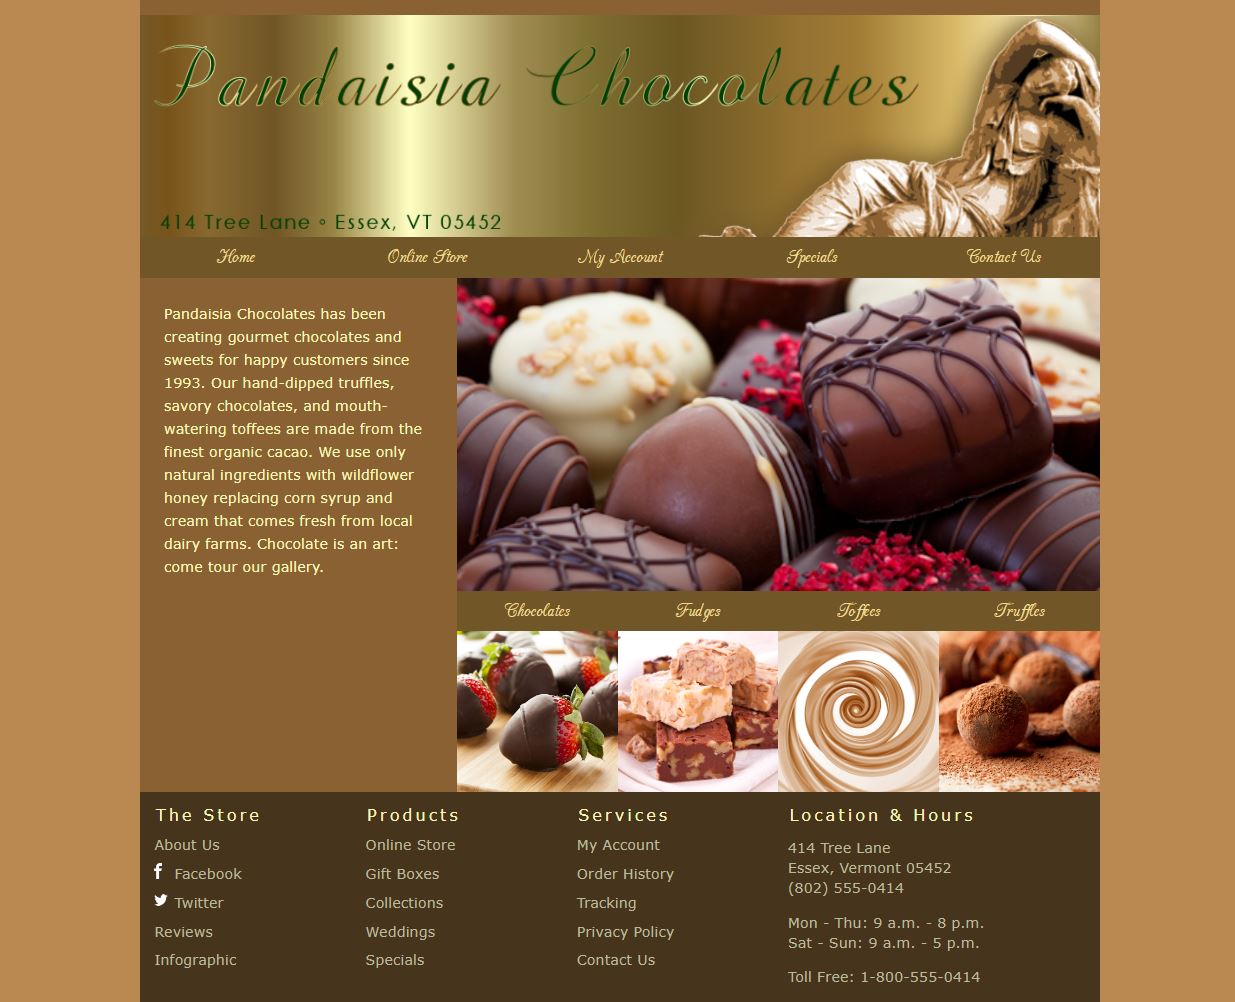 Pandaisia Chocolates
414 Tree Lane ◦ Essex, VT 05452
Home
Online Store
My Account
Specials
Contact Us
Pandaisia Chocolates has been
creating gourmet chocolates and
sweets for happy customers since
1993. Our hand-dipped truffles,
savory chocolates, and mouth-
watering toffees are made from the
finest organic cacao. We use only
natural ingredients with wildflower
honey replacing corn syrup and
cream that comes fresh from local
dairy farms. Chocolate is an art:
come tour our gallery.
Chocolates
Fudges
Toffees
Truffles
The Store
About Us
Facebook
Twitter
Reviews
Infographic
Products
Online Store
Gift Boxes
Collections
Weddings
Specials
Services
My Account
Order History
Tracking
Privacy Policy
Contact Us
Location & Hours
414 Tree Lane
Essex, Vermont 05452
(802) 555-0414
Mon - Thu: 9 a.m. - 8 p.m.
Sat - Sun: 9 a.m. - 5 p.m.
Toll Free: 1-800-555-0414